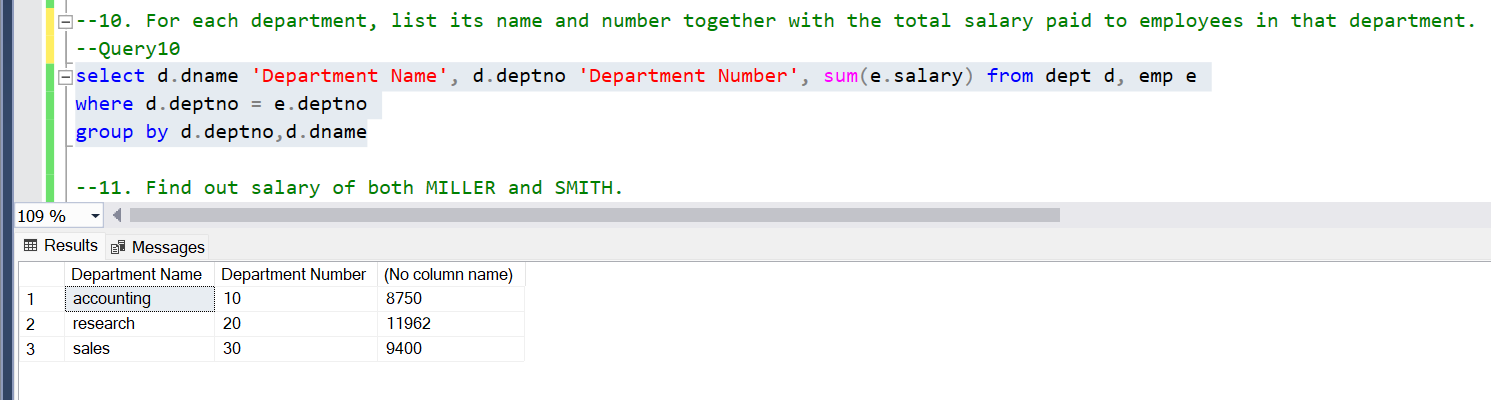 --10. For each department, list its name and number together with the total salary paid to employees in that department.
--Query10
select d.dname 'Department Name', d.deptno 'Department Number', sum(e.salary) from dept d, emp e
where d.deptno = e.deptno
group by d.deptno,d.dname
--11. Find out salary of both MILLER and SMITH.
109 %
Results Messages
Department Name Department Number (No column name)
1 accounting 10 8750
2 research 20 11962
3 sales 30 9400